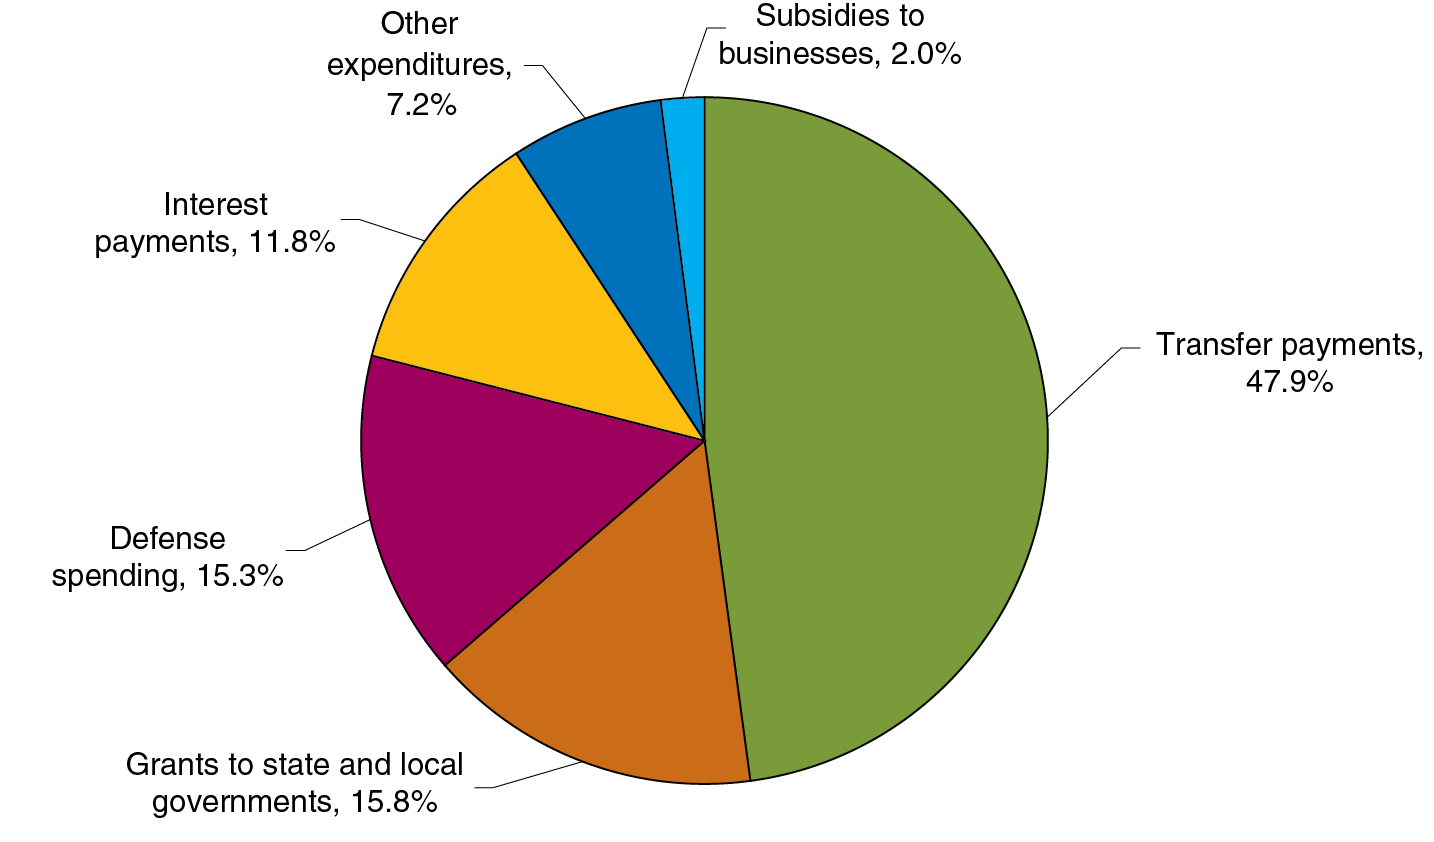 Subsidies to
businesses, 2.0%
Other
expenditures,
7.2%
Interest
payments, 11.8%
Transfer payments,
47.9%
Defense
spending, 15.3%
Grants to state and local
governments, 15.8%